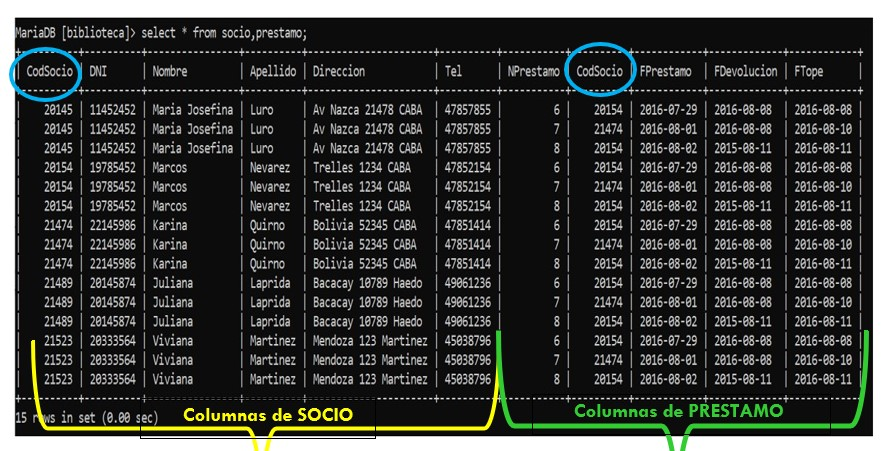 MariaDB [biblioteca]> select * from socio,prestamo;
| CodSocio | DNI | Nombre | Apellido | Direccion | Tel | NPrestamo | CodSocio | FPrestamo | FDevolucion | FTope |
| 20145 | 11452452 | Maria Josefina | Luro | Av Nazca 21478 CABA | 47857855 | 6 | 20154 | 2016-07-29 | 2016-08-08 | 2016-08-08 |
| 20145 | 11452452 | Maria Josefina | Luro | Av Nazca 21478 CABA | 47857855 | 7 | 21474 | 2016-08-01 | 2016-08-08 | 2016-08-10 |
| 20145 | 11452452 | Maria Josefina | Luro | Av Nazca 21478 CABA | 47857855 | 8 | 20154 | 2016-08-02 | 2015-08-11 | 2016-08-11 |
| 20154 | 19785452 | Marcos | Nevarez | Trelles 1234 CABA | 47852154 | 6 | 20154 | 2016-07-29 | 2016-08-08 | 2016-08-08 |
| 20154 | 19785452 | Marcos | Nevarez | Trelles 1234 CABA | 47852154 | 7 | 21474 | 2016-08-01 | 2016-08-08 | 2016-08-10 |
| 20154 | 19785452 | Marcos | Nevarez | Trelles 1234 CABA | 47852154 | 8 | 20154 | 2016-08-02 | 2015-08-11 | 2016-08-11 |
| 21474 | 22145986 | Karina | Quirno | Bolivia 52345 CABA | 47851414 | 6 | 20154 | 2016-07-29 | 2016-08-08 | 2016-08-08 |
| 21474 | 22145986 | Karina | Quirno | Bolivia 52345 CABA | 47851414 | 7 | 21474 | 2016-08-01 | 2016-08-08 | 2016-08-10 |
| 21474 | 22145986 | Karina | Quirno | Bolivia 52345 CABA | 47851414 | 8 | 20154 | 2016-08-02 | 2015-08-11 | 2016-08-11 |
| 21489 | 20145874 | Juliana | Laprida | Bacacay 10789 Haedo | 49061236 | 6 | 20154 | 2016-07-29 | 2016-08-08 | 2016-08-08 |
| 21489 | 20145874 | Juliana | Laprida | Bacacay 10789 Haedo | 49061236 | 7 | 21474 | 2016-08-01 | 2016-08-08 | 2016-08-10 |
| 21489 | 20145874 | Juliana | Laprida | Bacacay 10789 Haedo | 49061236 | 8 | 20154 | 2016-08-02 | 2015-08-11 | 2016-08-11 |
| 21523 | 20333564 | Viviana | Martinez | Mendoza 123 Martinez | 45038796 | 6 | 20154 | 2016-07-29 | 2016-08-08 | 2016-08-08 |
| 21523 | 20333564 | Viviana | Martinez | Mendoza 123 Martinez | 45038796 | 7 | 21474 | 2016-08-01 | 2016-08-08 | 2016-08-10 |
| 21523 | 20333564 | Viviana | Martinez | Mendoza 123 Martinez | 45038796 | 8 | 20154 | 2016-08-02 | 2015-08-11 | 2016-08-11 |
15 rows in set (0.00 sec)
Columnas de SOCIO
Columnas de PRESTAMO